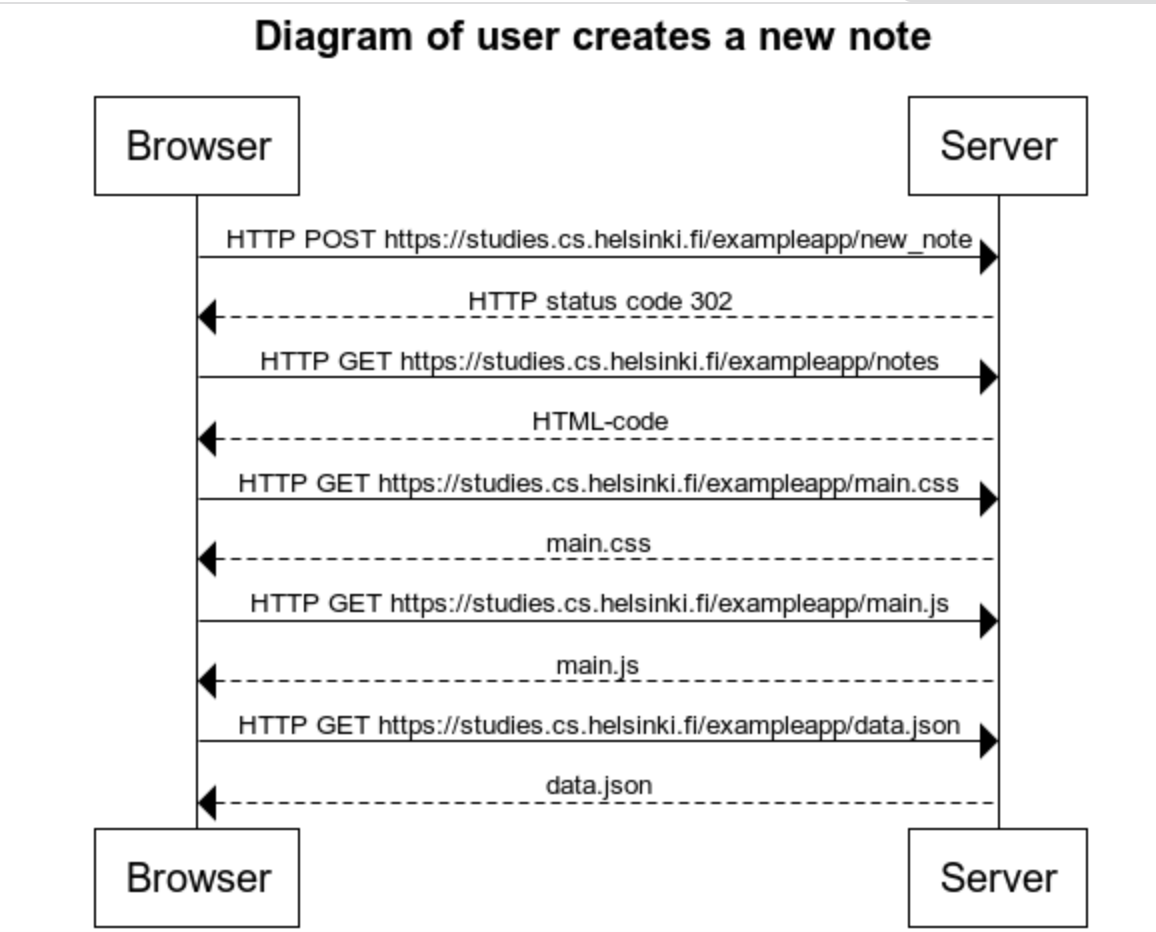 Diagram of user creates a new note
Browser
Server
HTTP POST https://studies.cs.helsinki.fi/exampleapp/new_note
HTTP status code 302
HTTP GET https://studies.cs.helsinki.fi/exampleapp/notes
HTML-code
HTTP GET https://studies.cs.helsinki.fi/exampleapp/main.css
main.css
HTTP GET https://studies.cs.helsinki.fi/exampleapp/main.js
main.js
HTTP GET https://studies.cs.helsinki.fi/exampleapp/data.json
data.json
Browser
Server